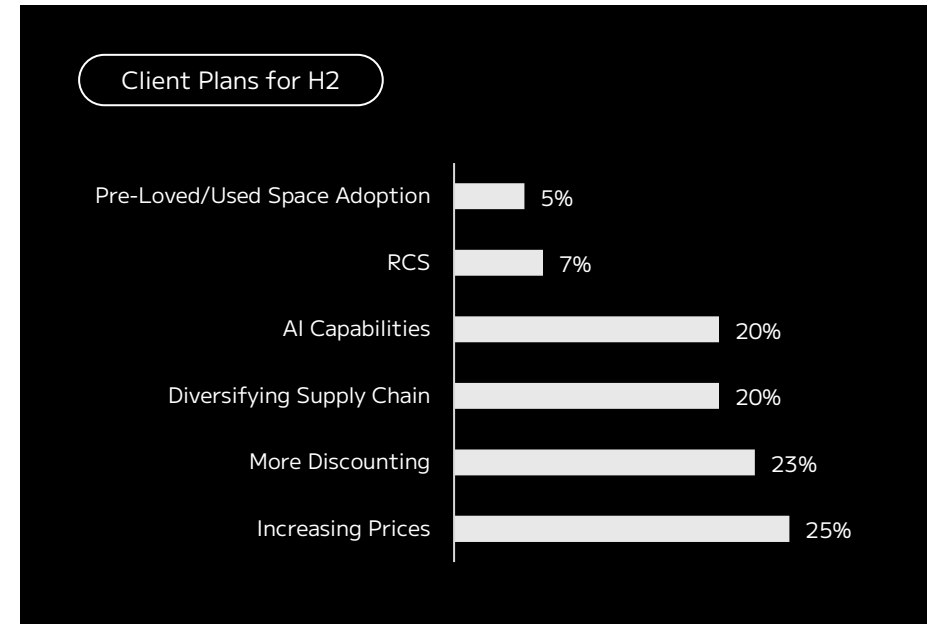 Client Plans for H2
Pre-Loved/Used Space Adoption 5%
RCS 7%
AI Capabilities 20%
Diversifying Supply Chain 20%
More Discounting 23%
Increasing Prices 25%